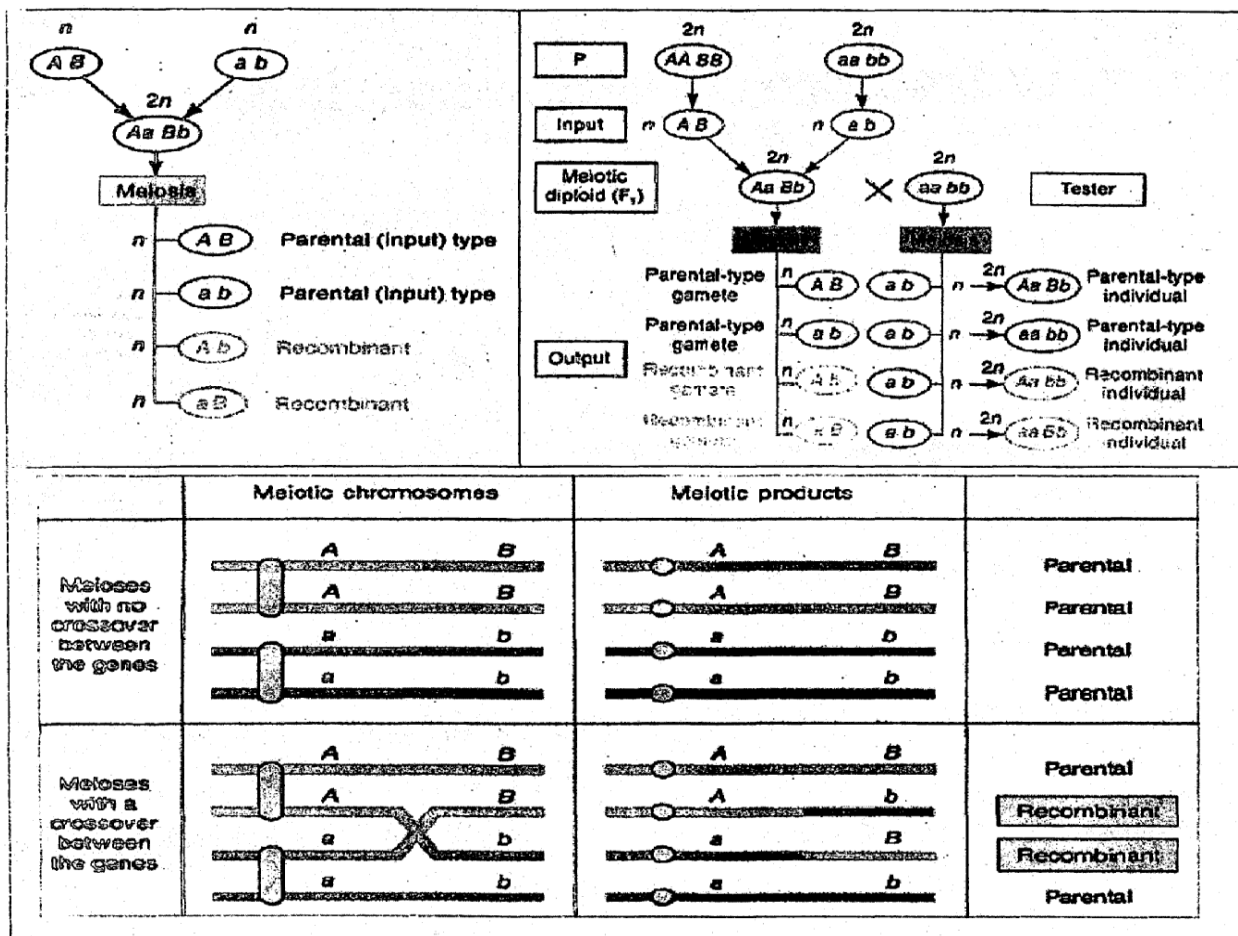 n n
A B a b
2n
Aa Bb
Meiosis
n A B Parental (input) type
n a b Parental (input) type
n A b Recombinant
n a B Recombinant
2n 2n
P AA BB aa bb
Input n A B n a b
2n 2n
Meiotic
diploid (F₁)
Aa Bb aa bb Tester
Output
Parental-type
gamete
n A B a b n 2n Aa Bb
Parental-type
individual
Parental-type
gamete
n a b a b n 2n aa bb
Parental-type
individual
Recombinant
n A b a b n 2n Aa bb
Recombinant
individual
Recombinant
n B a b n 2n aa Bb
Recombinant
individual
Meiotic chromosomes Meiotic products
Meioses
with no
crossover
between
the genes
A B A B Parental
A B A B Parental
a b a b Parental
a b a b Parental
Meioses
with a
crossover
between
the genes
A B A B Parental
A B A b Recombinant
a b a B Recombinant
a b a b Parental